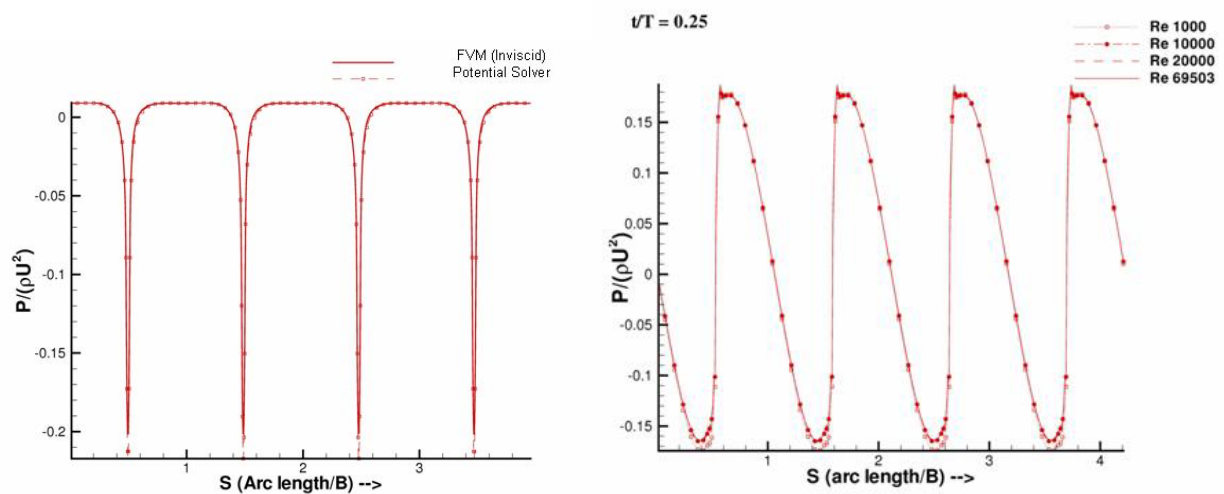 FVM (Inviscid)
Potential Solver
0
-0.05
-0.1
-0.15
-0.2
P/(ρU²)
1
2
3
S (Arc length/B) -->
t/T = 0.25
Re 1000
Re 10000
Re 20000
Re 69503
0.15
0.1
0.05
0
-0.05
-0.1
-0.15
P/(ρU²)
1
2
3
4
S (arc length/B) -->